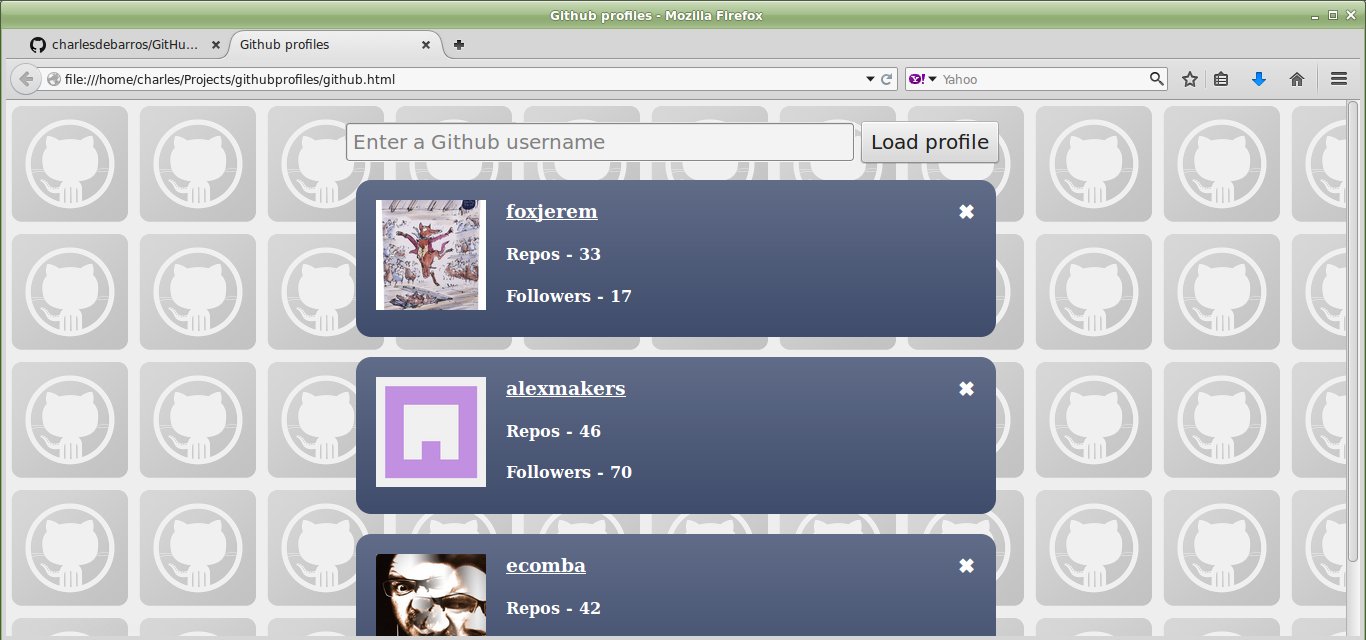 Github profiles - Mozilla Firefox
charlesdebarros/GitHu...
Github profiles
file:///home/charles/Projects/githubprofiles/github.html
Y!
Yahoo
Enter a Github username
Load profile
foxjerem
Repos - 33
Followers - 17
alexmakers
Repos - 46
Followers - 70
ecomba
Repos - 42